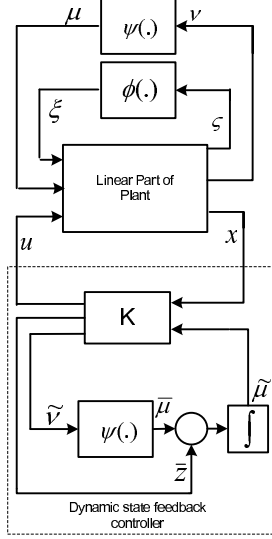 μ ν
ψ(.)
ϕ(.)
ξ ς
Linear Part of
Plant
u x
K
μ̃
ν̃ μ̄
ψ(.) ∫
z̄
Dynamic state feedback
controller